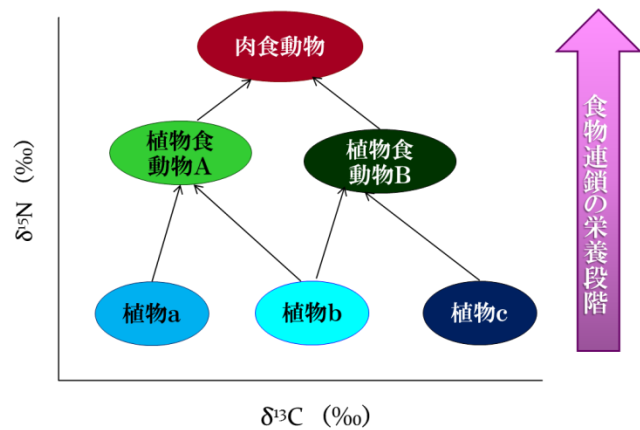 肉食動物
植物食
動物A
植物食
動物B
植物a
植物b
植物c
δ¹⁵N （‰）
δ¹³C （‰）
食物連鎖の栄養段階